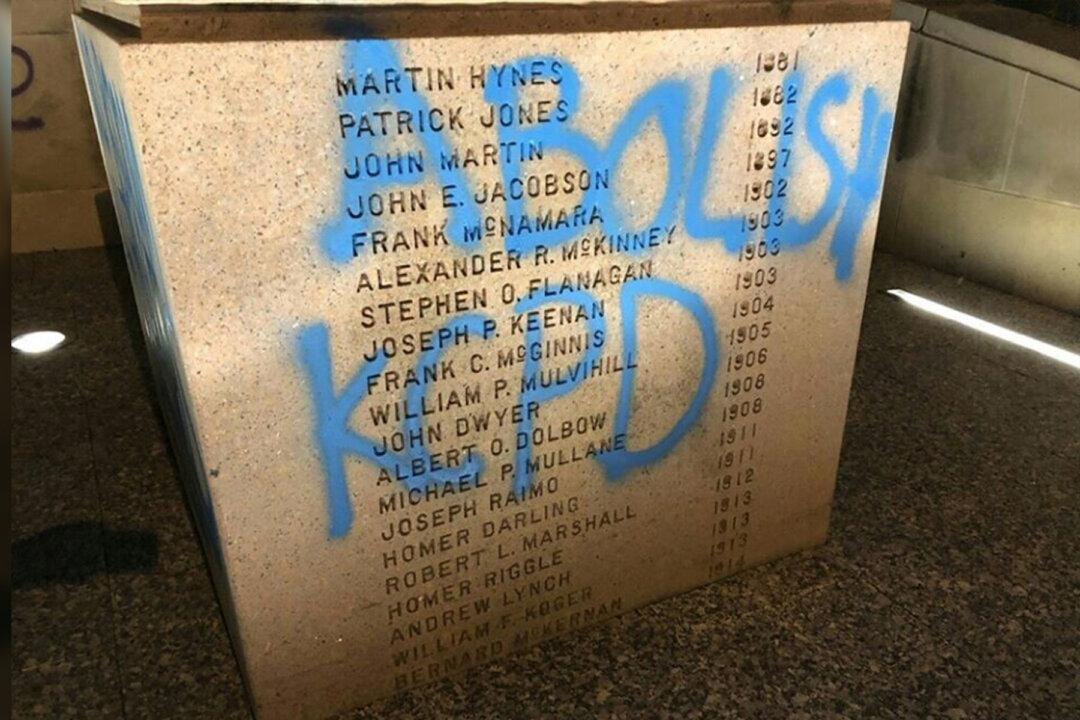 MARTIN HYNES 1881
PATRICK JONES 1882
JOHN MARTIN 1892
JOHN E. JACOBSON 1897
FRANK McNAMARA 1902
ALEXANDER R. McKINNEY 1903
STEPHEN O. FLANAGAN 1903
JOSEPH P. KEENAN 1903
FRANK C. McGINNIS 1904
WILLIAM P. MULVIHILL 1905
JOHN DWYER 1906
ALBERT O. DOLBOW 1908
MICHAEL P. MULLANE 1908
JOSEPH RAIMO 1911
HOMER DARLING 1911
ROBERT L. MARSHALL 1912
HOMER RIGGLE 1913
ANDREW LYNCH 1913
WILLIAM F. KOGER 1913
BERNARD McKERNAN 1914
ABOLISH
KCPD